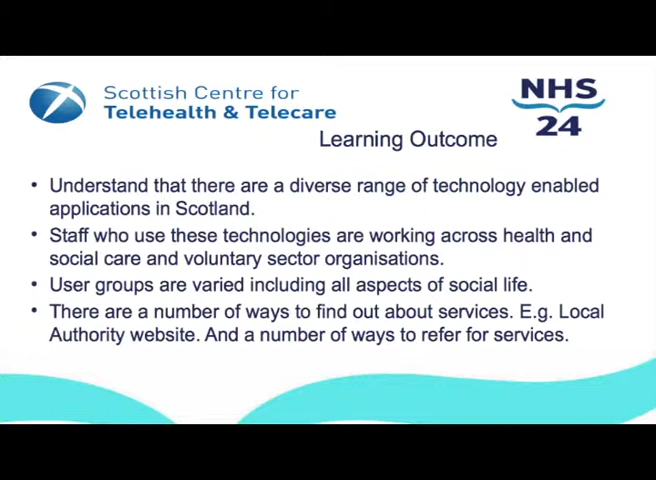 Scottish Centre for
Telehealth & Telecare
NHS
24
Learning Outcome
• Understand that there are a diverse range of technology enabled
applications in Scotland.
• Staff who use these technologies are working across health and
social care and voluntary sector organisations.
• User groups are varied including all aspects of social life.
• There are a number of ways to find out about services. E.g. Local
Authority website. And a number of ways to refer for services.